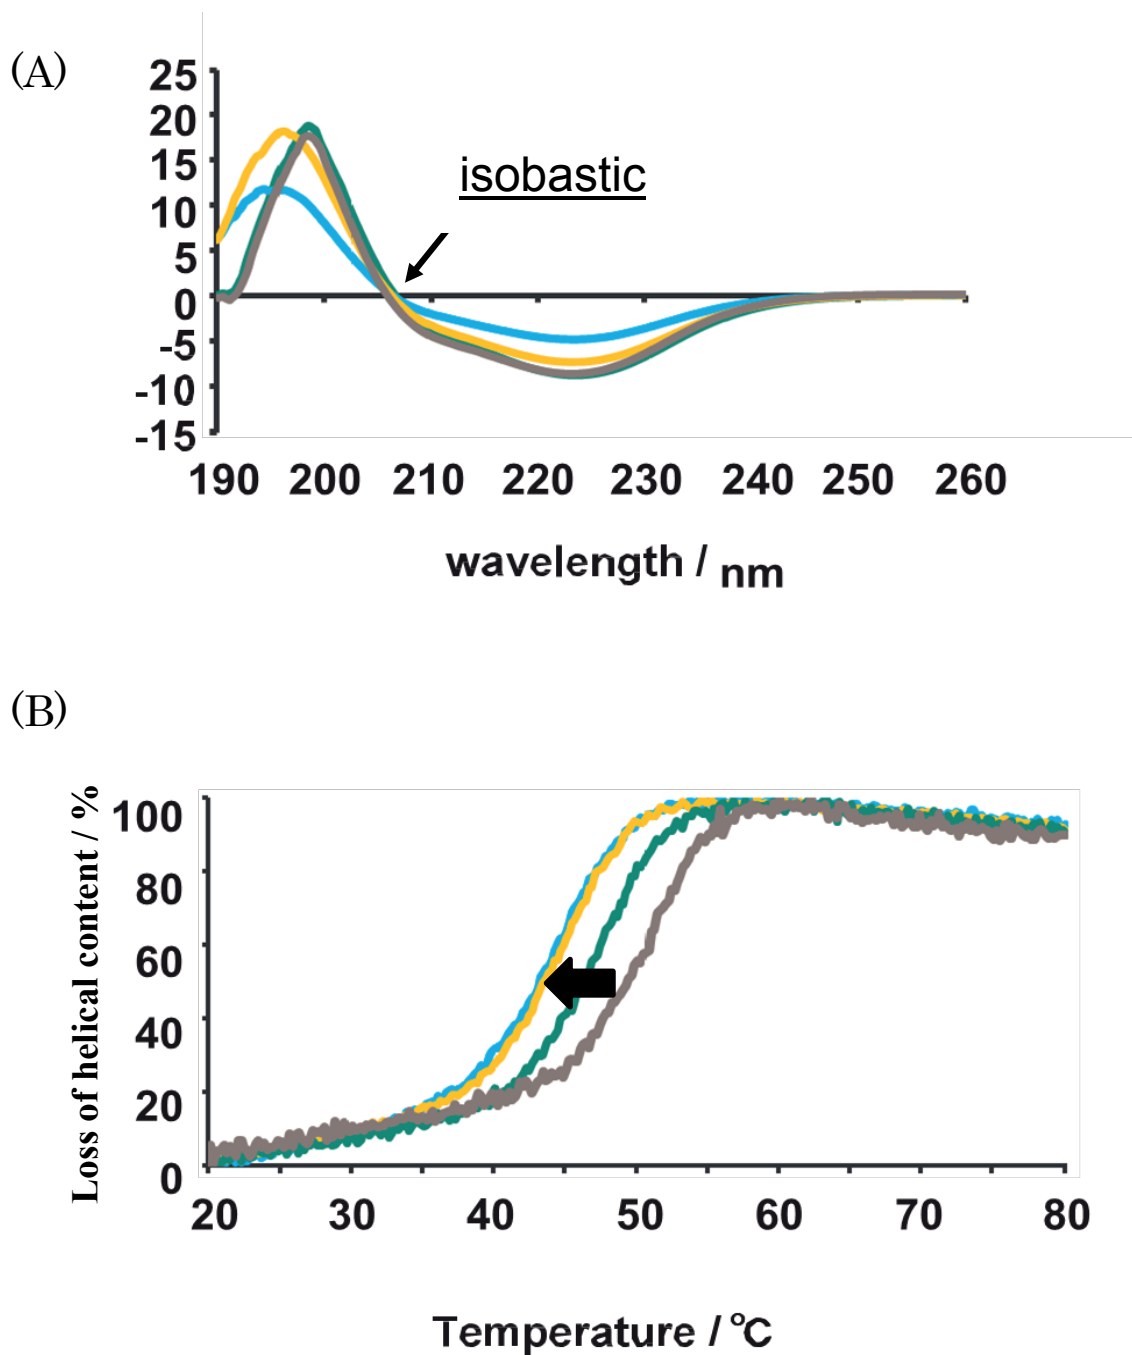 (A)
25
20
15
10
5
0
-5
-10
-15
isobastic
190 200 210 220 230 240 250 260
wavelength / nm
(B)
Loss of helical content / %
100
80
60
40
20
0
20 30 40 50 60 70 80
Temperature / °C